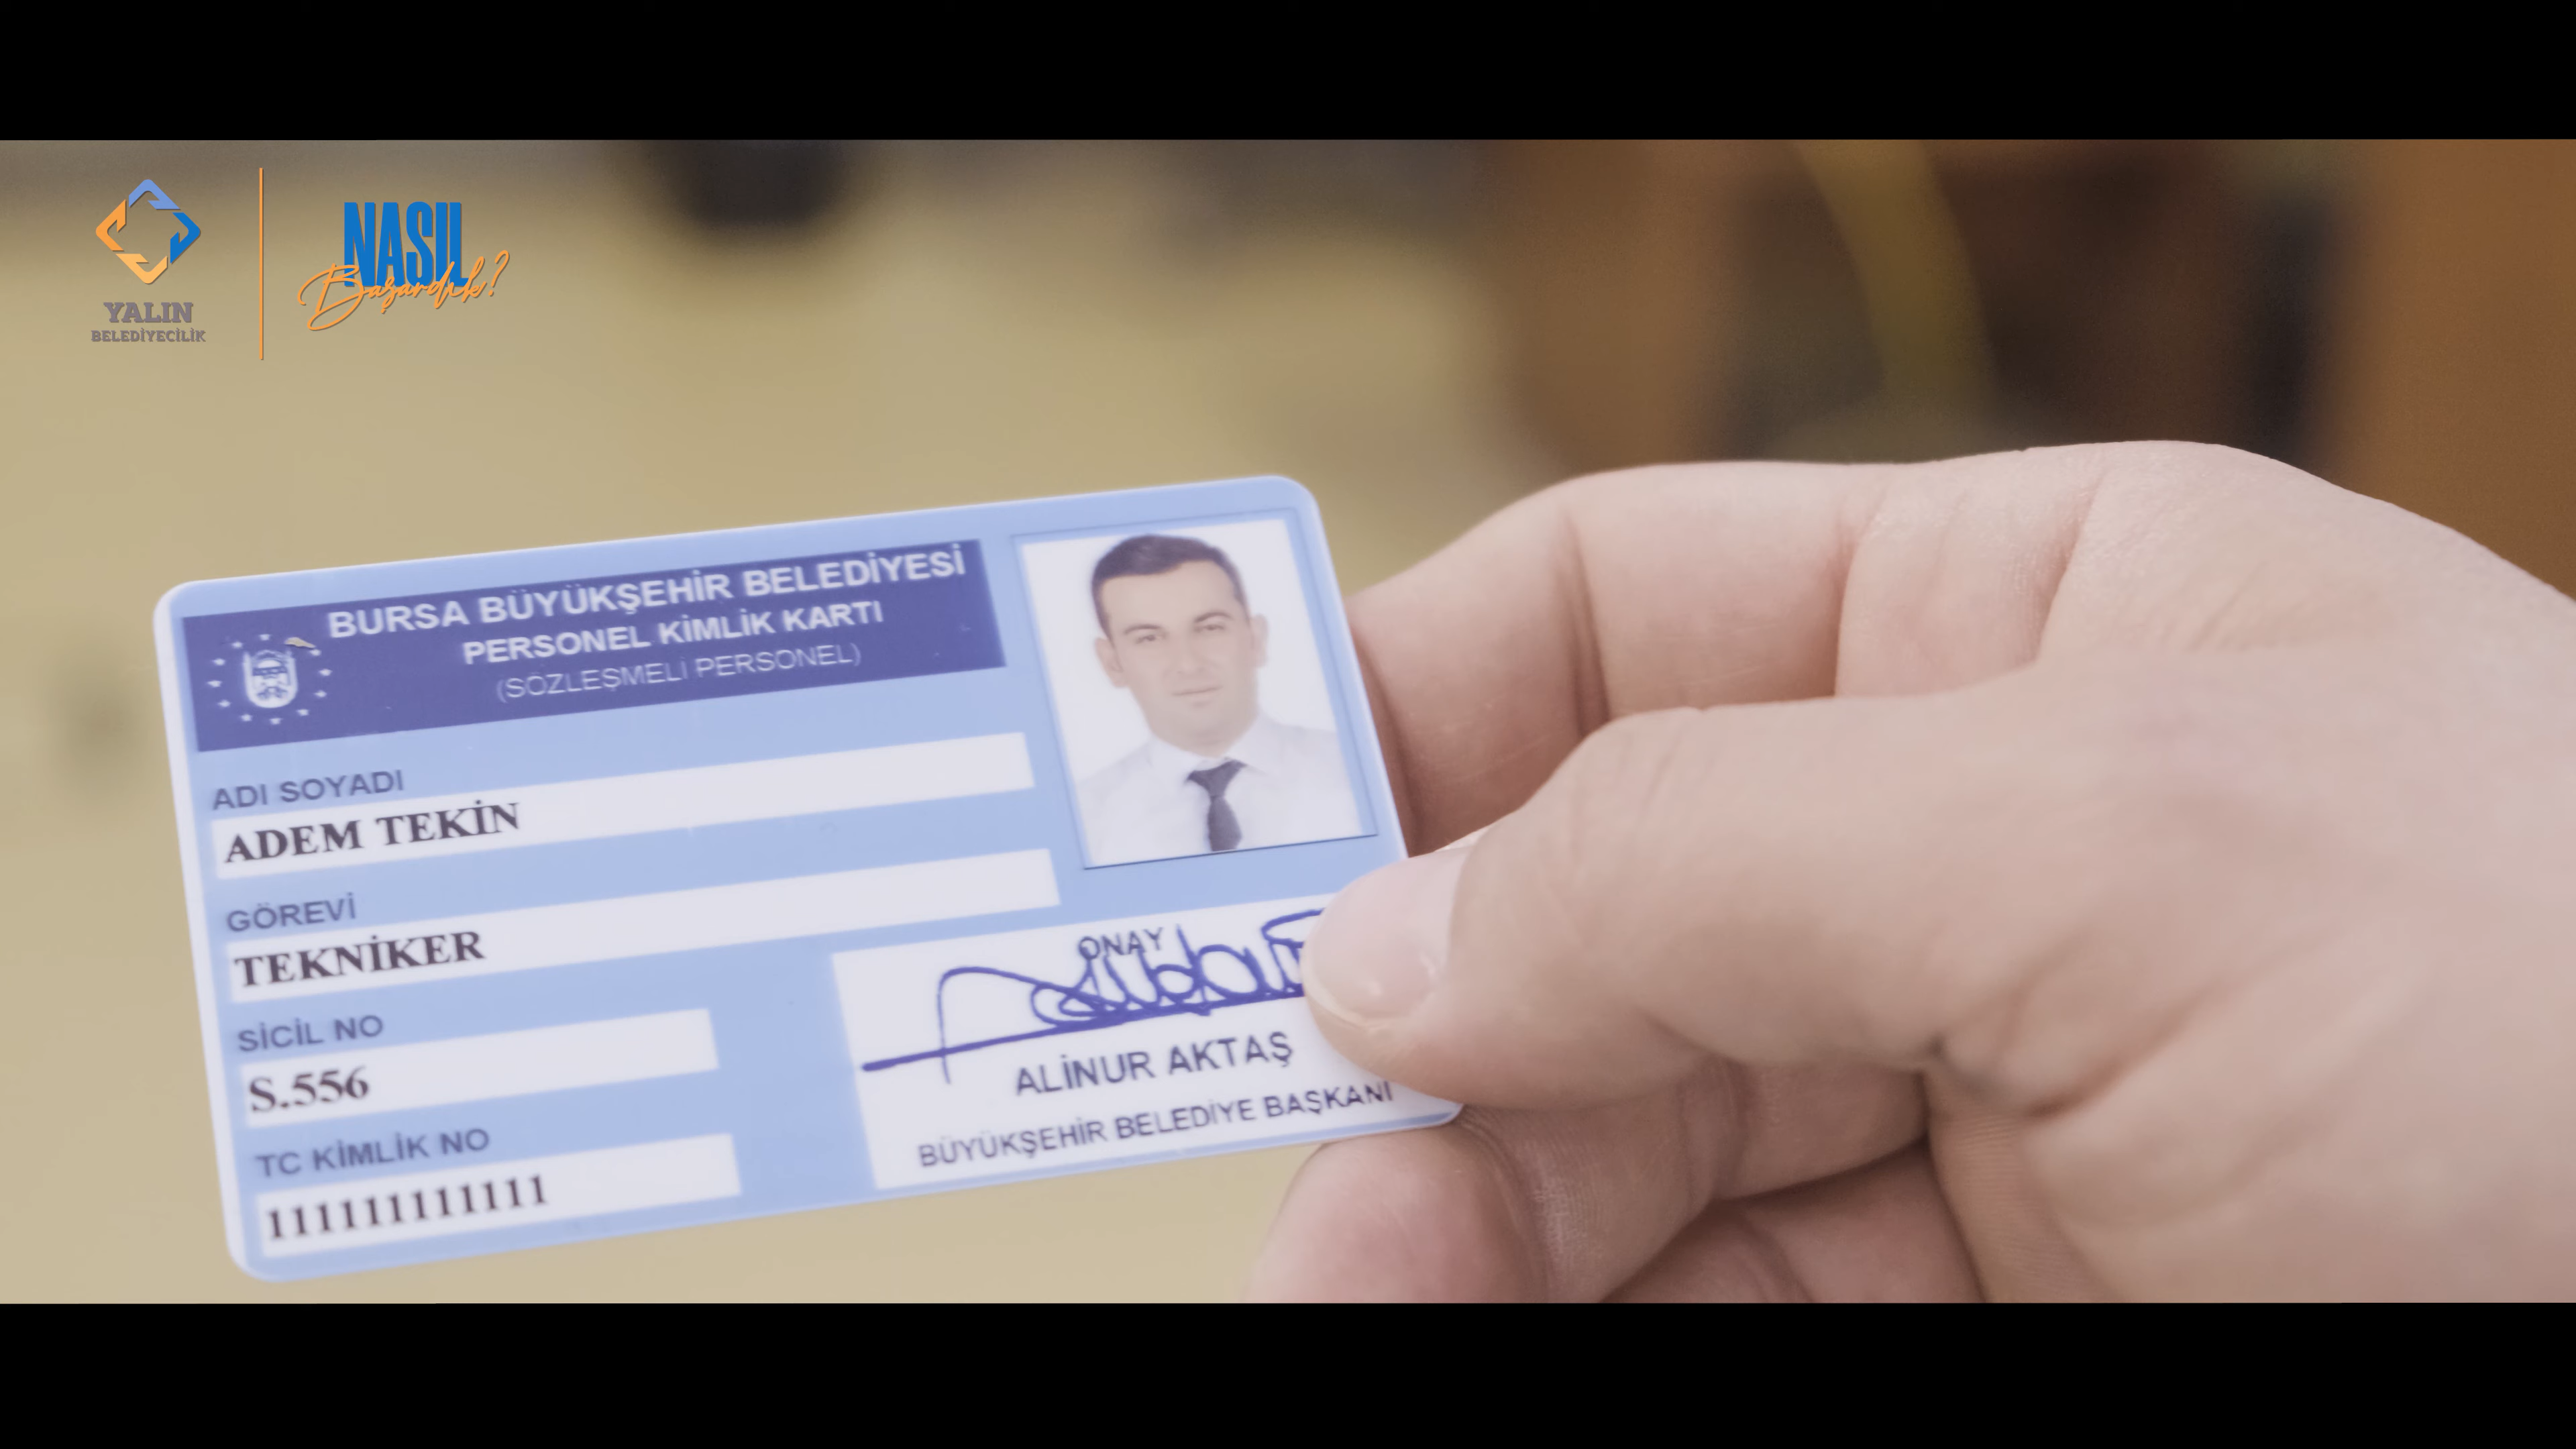 YALIN
BELEDİYECİLİK
NASIL
Başardık?
BURSA BÜYÜKŞEHİR BELEDİYESİ
PERSONEL KİMLİK KARTI
(SÖZLEŞMELİ PERSONEL)
ADI SOYADI
ADEM TEKİN
GÖREVİ
TEKNİKER
SİCİL NO
S.556
TC KİMLİK NO
111111111111
ONAY
ALİNUR AKTAŞ
BÜYÜKŞEHİR BELEDİYE BAŞKANI